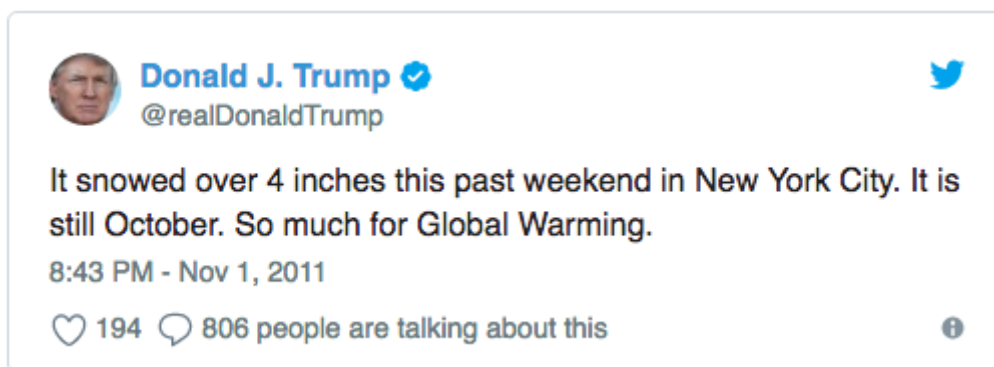 Donald J. Trump
@realDonaldTrump
It snowed over 4 inches this past weekend in New York City. It is
still October. So much for Global Warming.
8:43 PM - Nov 1, 2011
194 806 people are talking about this